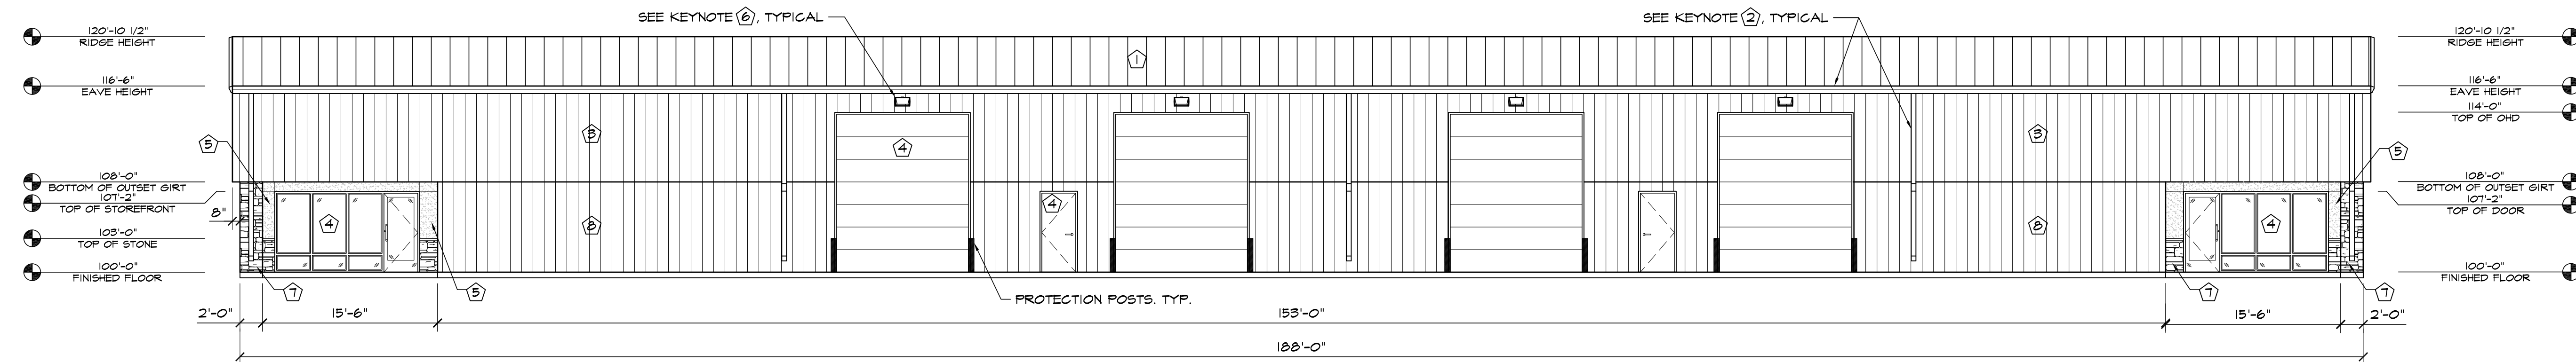 SEE KEYNOTE 6, TYPICAL
SEE KEYNOTE 2, TYPICAL
120'-10 1/2"
RIDGE HEIGHT
116'-6"
EAVE HEIGHT
108'-0"
BOTTOM OF OUTSET GIRT
107'-2"
TOP OF STOREFRONT
8"
103'-0"
TOP OF STONE
100'-0"
FINISHED FLOOR
1
3
4
3
5
5
4
8
4
8
4
7
5
7
7
PROTECTION POSTS. TYP.
120'-10 1/2"
RIDGE HEIGHT
116'-6"
EAVE HEIGHT
114'-0"
TOP OF OHD
108'-0"
BOTTOM OF OUTSET GIRT
107'-2"
TOP OF DOOR
100'-0"
FINISHED FLOOR
2'-0"
15'-6"
153'-0"
15'-6"
2'-0"
188'-0"